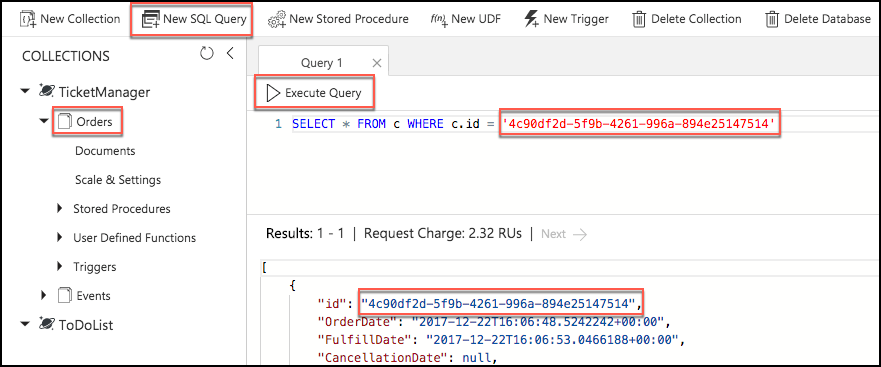 New Collection New SQL Query New Stored Procedure f(n) New UDF New Trigger Delete Collection Delete Database
COLLECTIONS
TicketManager
Orders
Documents
Scale & Settings
Stored Procedures
User Defined Functions
Triggers
Events
ToDoList
Query 1
Execute Query
1 SELECT * FROM c WHERE c.id = '4c90df2d-5f9b-4261-996a-894e25147514'
Results: 1 - 1 | Request Charge: 2.32 RUs | Next
[
{
"id": "4c90df2d-5f9b-4261-996a-894e25147514",
"OrderDate": "2017-12-22T16:06:48.5242242+00:00",
"FulfillDate": "2017-12-22T16:06:53.0466188+00:00",
"CancellationDate": null,